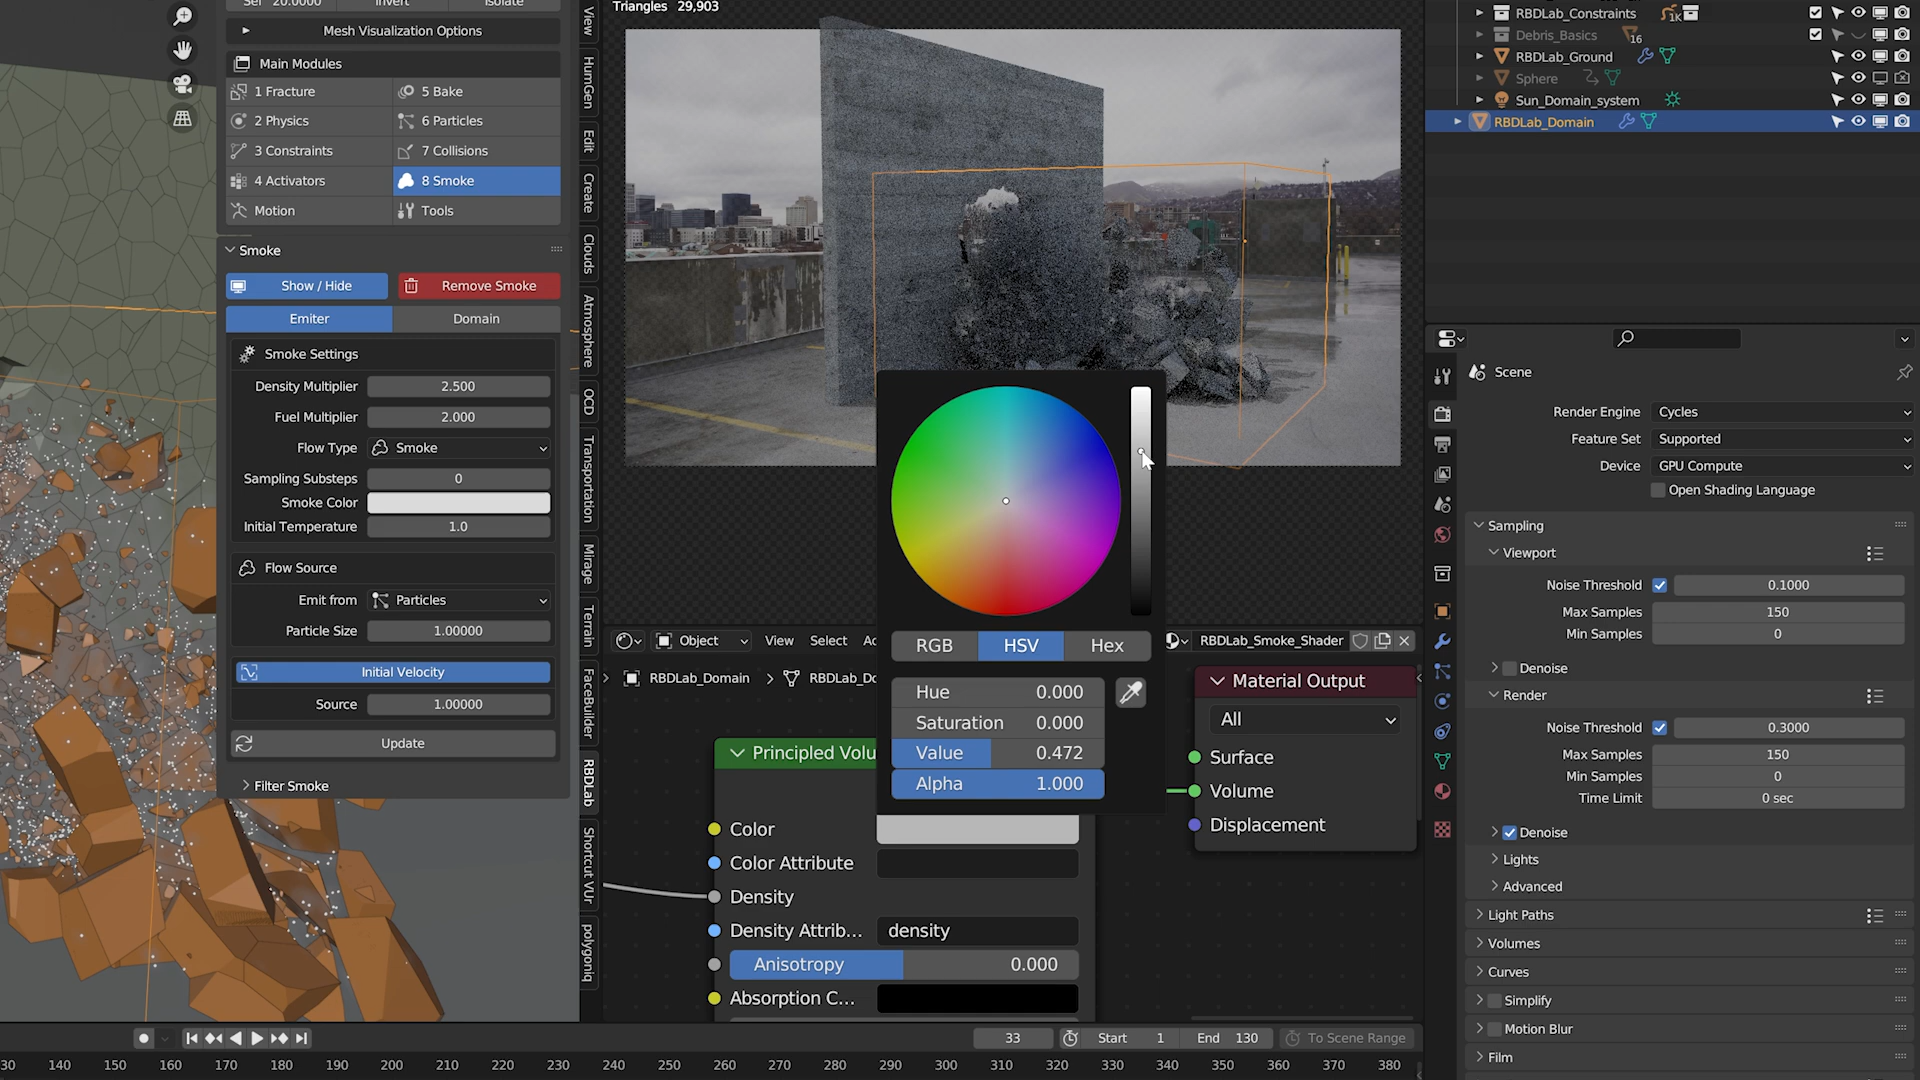 Sel 20.0000 Invert Isolate
Mesh Visualization Options
Main Modules
1 Fracture
5 Bake
2 Physics
6 Particles
3 Constraints
7 Collisions
4 Activators
8 Smoke
Motion
Tools
Smoke
Show / Hide
Remove Smoke
Emiter
Domain
Smoke Settings
Density Multiplier 2.500
Fuel Multiplier 2.000
Flow Type Smoke
Sampling Substeps 0
Smoke Color
Initial Temperature 1.0
Flow Source
Emit from Particles
Particle Size 1.00000
Initial Velocity
Source 1.00000
Update
Filter Smoke
View
HumGen
Edit
Create
Clouds
Atmosphere
OCD
Transportation
Mirage
Terrain
FaceBuilder
RBDLab
Shortcut VUr
polygoniq
Triangles 29,903
RGB HSV Hex
Hue 0.000
Saturation 0.000
Value 0.472
Alpha 1.000
Object View Select
RBDLab_Smoke_Shader
RBDLab_Domain > RBDLab_Do
Principled Volu
Color
Color Attribute
Density
Density Attrib... density
Anisotropy 0.000
Absorption C...
Material Output
All
Surface
Volume
Displacement
RBDLab_Constraints 1K
Debris_Basics 16
RBDLab_Ground
Sphere
Sun_Domain_system
RBDLab_Domain
Scene
Render Engine Cycles
Feature Set Supported
Device GPU Compute
Open Shading Language
Sampling
Viewport
Noise Threshold 0.1000
Max Samples 150
Min Samples 0
Denoise
Render
Noise Threshold 0.3000
Max Samples 150
Min Samples 0
Time Limit 0 sec
Denoise
Lights
Advanced
Light Paths
Volumes
Curves
Simplify
Motion Blur
Film
33 Start 1 End 130 To Scene Range
30 140 150 160 170 180 190 200 210 220 230 240 250 260 270 280 290 300 310 320 330 340 350 360 370 380